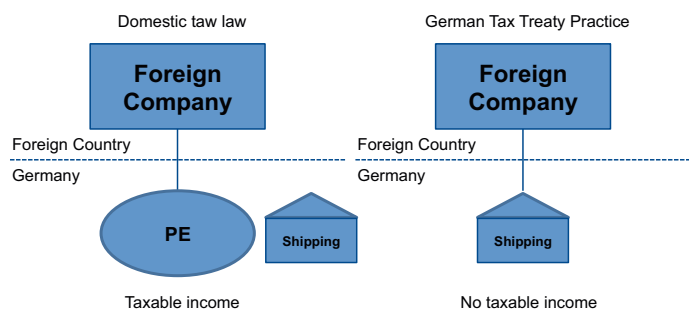 Domestic taw law
Foreign
Company
Foreign Country
Germany
PE
Shipping
Taxable income
German Tax Treaty Practice
Foreign
Company
Foreign Country
Germany
Shipping
No taxable income